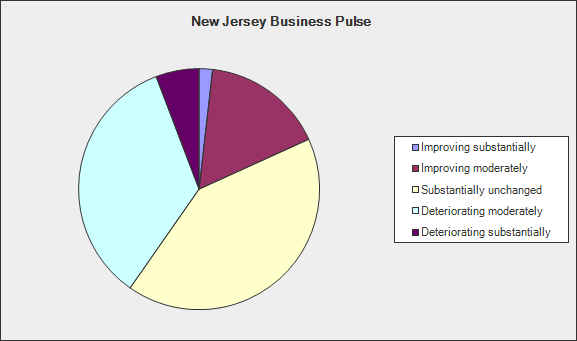 New Jersey Business Pulse
Improving substantially
Improving moderately
Substantially unchanged
Deteriorating moderately
Deteriorating substantially